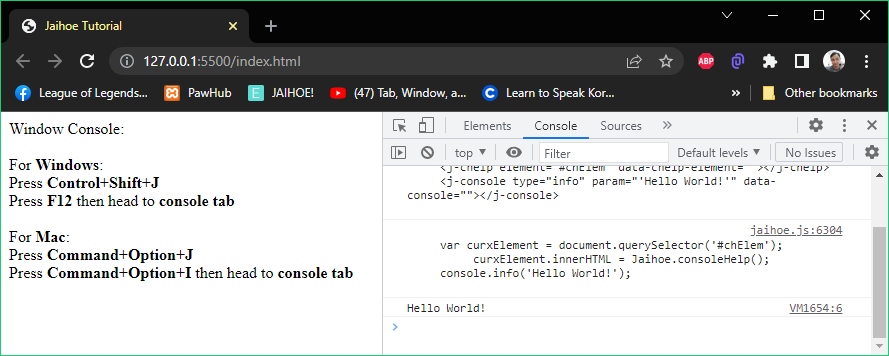 Jaihoe Tutorial
127.0.0.1:5500/index.html
ABP
League of Legends... PawHub JAIHOE! (47) Tab, Window, a... Learn to Speak Kor... » Other bookmarks
Window Console:
For Windows:
Press Control+Shift+J
Press F12 then head to console tab
For Mac:
Press Command+Option+J
Press Command+Option+I then head to console tab
Elements Console Sources »
top Filter Default levels No Issues
<j-chelp element="#chElem" data-chelp-element=""></j-chelp>
<j-console type="info" param="'Hello World!'" data-
console=""></j-console>
jaihoe.js:6304
var curxElement = document.querySelector('#chElem');
curxElement.innerHTML = Jaihoe.consoleHelp();
console.info('Hello World!');
Hello World! VM1654:6
>